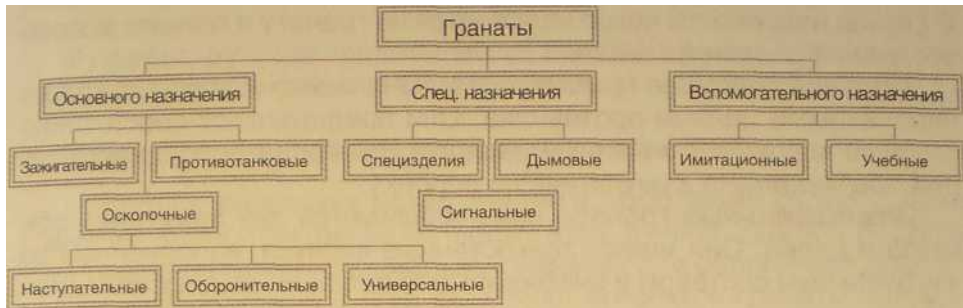 Гранаты
Основного назначения
Спец. назначения
Вспомогательного назначения
Зажигательные
Противотанковые
Специзделия
Дымовые
Имитационные
Учебные
Осколочные
Сигнальные
Наступательные
Оборонительные
Универсальные